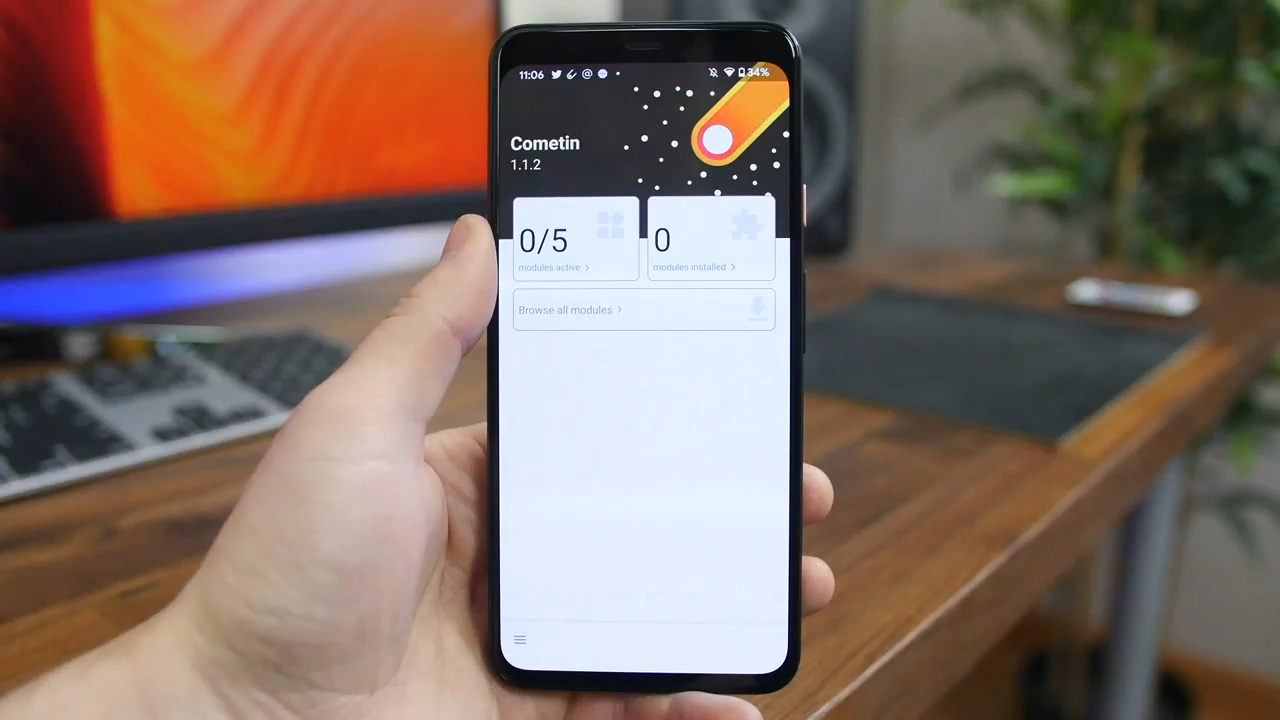 11:06 34%
Cometin
1.1.2
0/5
modules active >
0
modules installed >
Browse all modules >